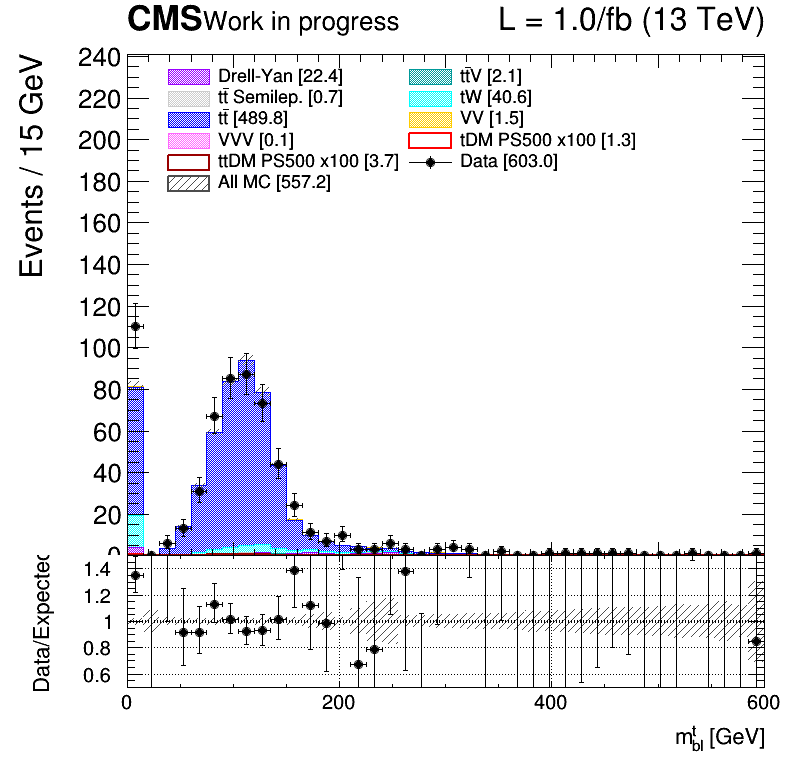 CMS Work in progress L = 1.0/fb (13 TeV)
Events / 15 GeV
240
220
200
180
160
140
120
100
80
60
40
20
0
Drell-Yan [22.4]
tt̄ Semilep. [0.7]
tt̄ [489.8]
VVV [0.1]
ttDM PS500 x100 [3.7]
All MC [557.2]
tt̄V [2.1]
tW [40.6]
VV [1.5]
tDM PS500 x100 [1.3]
Data [603.0]
Data/Expected
1.4
1.2
1
0.8
0.6
0 200 400 600
m^t_bl [GeV]